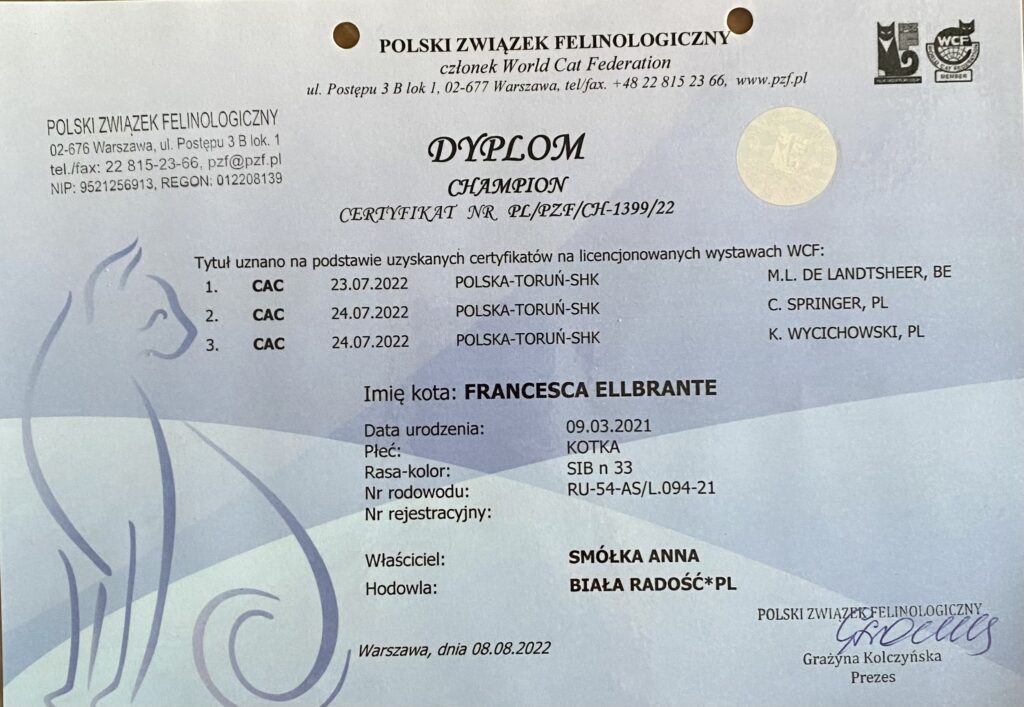 POLSKI ZWIĄZEK FELINOLOGICZNY
członek World Cat Federation
ul. Postępu 3 B lok 1, 02-677 Warszawa, tel/fax. +48 22 815 23 66, www.pzf.pl
WCF
MEMBER
POLSKI ZWIĄZEK FELINOLOGICZNY
02-676 Warszawa, ul. Postępu 3 B lok. 1
tel./fax: 22 815-23-66, pzf@pzf.pl
NIP: 9521256913, REGON: 012208139
DYPLOM
CHAMPION
CERTYFIKAT NR PL/PZF/CH-1399/22
Tytuł uznano na podstawie uzyskanych certyfikatów na licencjonowanych wystawach WCF:
1. CAC 23.07.2022 POLSKA-TORUŃ-SHK M.L. DE LANDTSHEER, BE
2. CAC 24.07.2022 POLSKA-TORUŃ-SHK C. SPRINGER, PL
3. CAC 24.07.2022 POLSKA-TORUŃ-SHK K. WYCICHOWSKI, PL
Imię kota: FRANCESCA ELLBRANTE
Data urodzenia: 09.03.2021
Płeć: KOTKA
Rasa-kolor: SIB n 33
Nr rodowodu: RU-54-AS/L.094-21
Nr rejestracyjny:
Właściciel: SMÓŁKA ANNA
Hodowla: BIAŁA RADOŚĆ*PL
Warszawa, dnia 08.08.2022
POLSKI ZWIĄZEK FELINOLOGICZNY
Grażyna Kolczyńska
Prezes